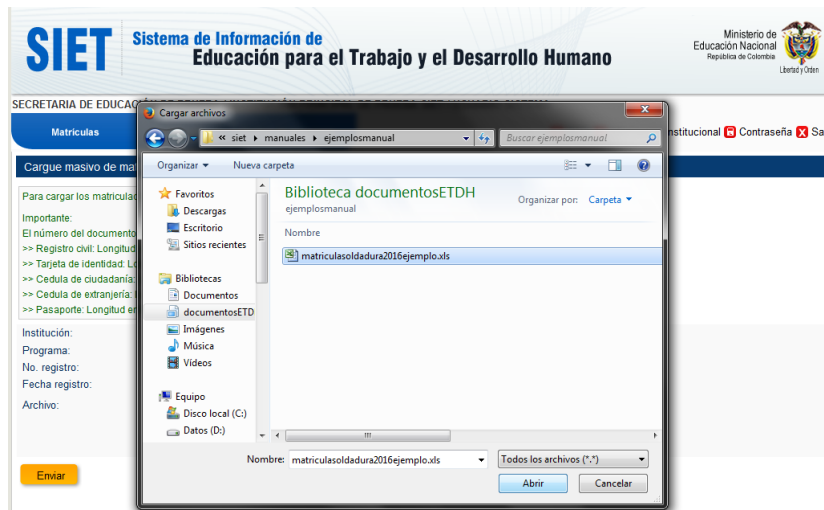 SIET
Sistema de Información de
Educación para el Trabajo y el Desarrollo Humano
Ministerio de
Educación Nacional
República de Colombia
Libertad y Orden
SECRETARIA DE EDUCAC
Cargar archivos
Matriculas
siet manuales ejemplosmanual
Buscar ejemplosmanual
nstitucional Contraseña Sa
Cargue masivo de mat
Organizar
Nueva carpeta
Para cargar los matriculad
Importante:
El número del documento
>> Registro civil: Longitud
>> Tarjeta de identidad: Lo
>> Cedula de ciudadanía:
>> Cedula de extranjería:
>> Pasaporte: Longitud en
Institución:
Programa:
No. registro:
Fecha registro:
Archivo:
Enviar
Favoritos
Descargas
Escritorio
Sitios recientes
Bibliotecas
Documentos
documentosETD
Imágenes
Música
Vídeos
Equipo
Disco local (C:)
Datos (D:)
Biblioteca documentosETDH
ejemplosmanual
Organizar por: Carpeta
Nombre
matriculasoldadura2016ejemplo.xls
Nombre: matriculasoldadura2016ejemplo.xls
Todos los archivos (*.*)
Abrir
Cancelar